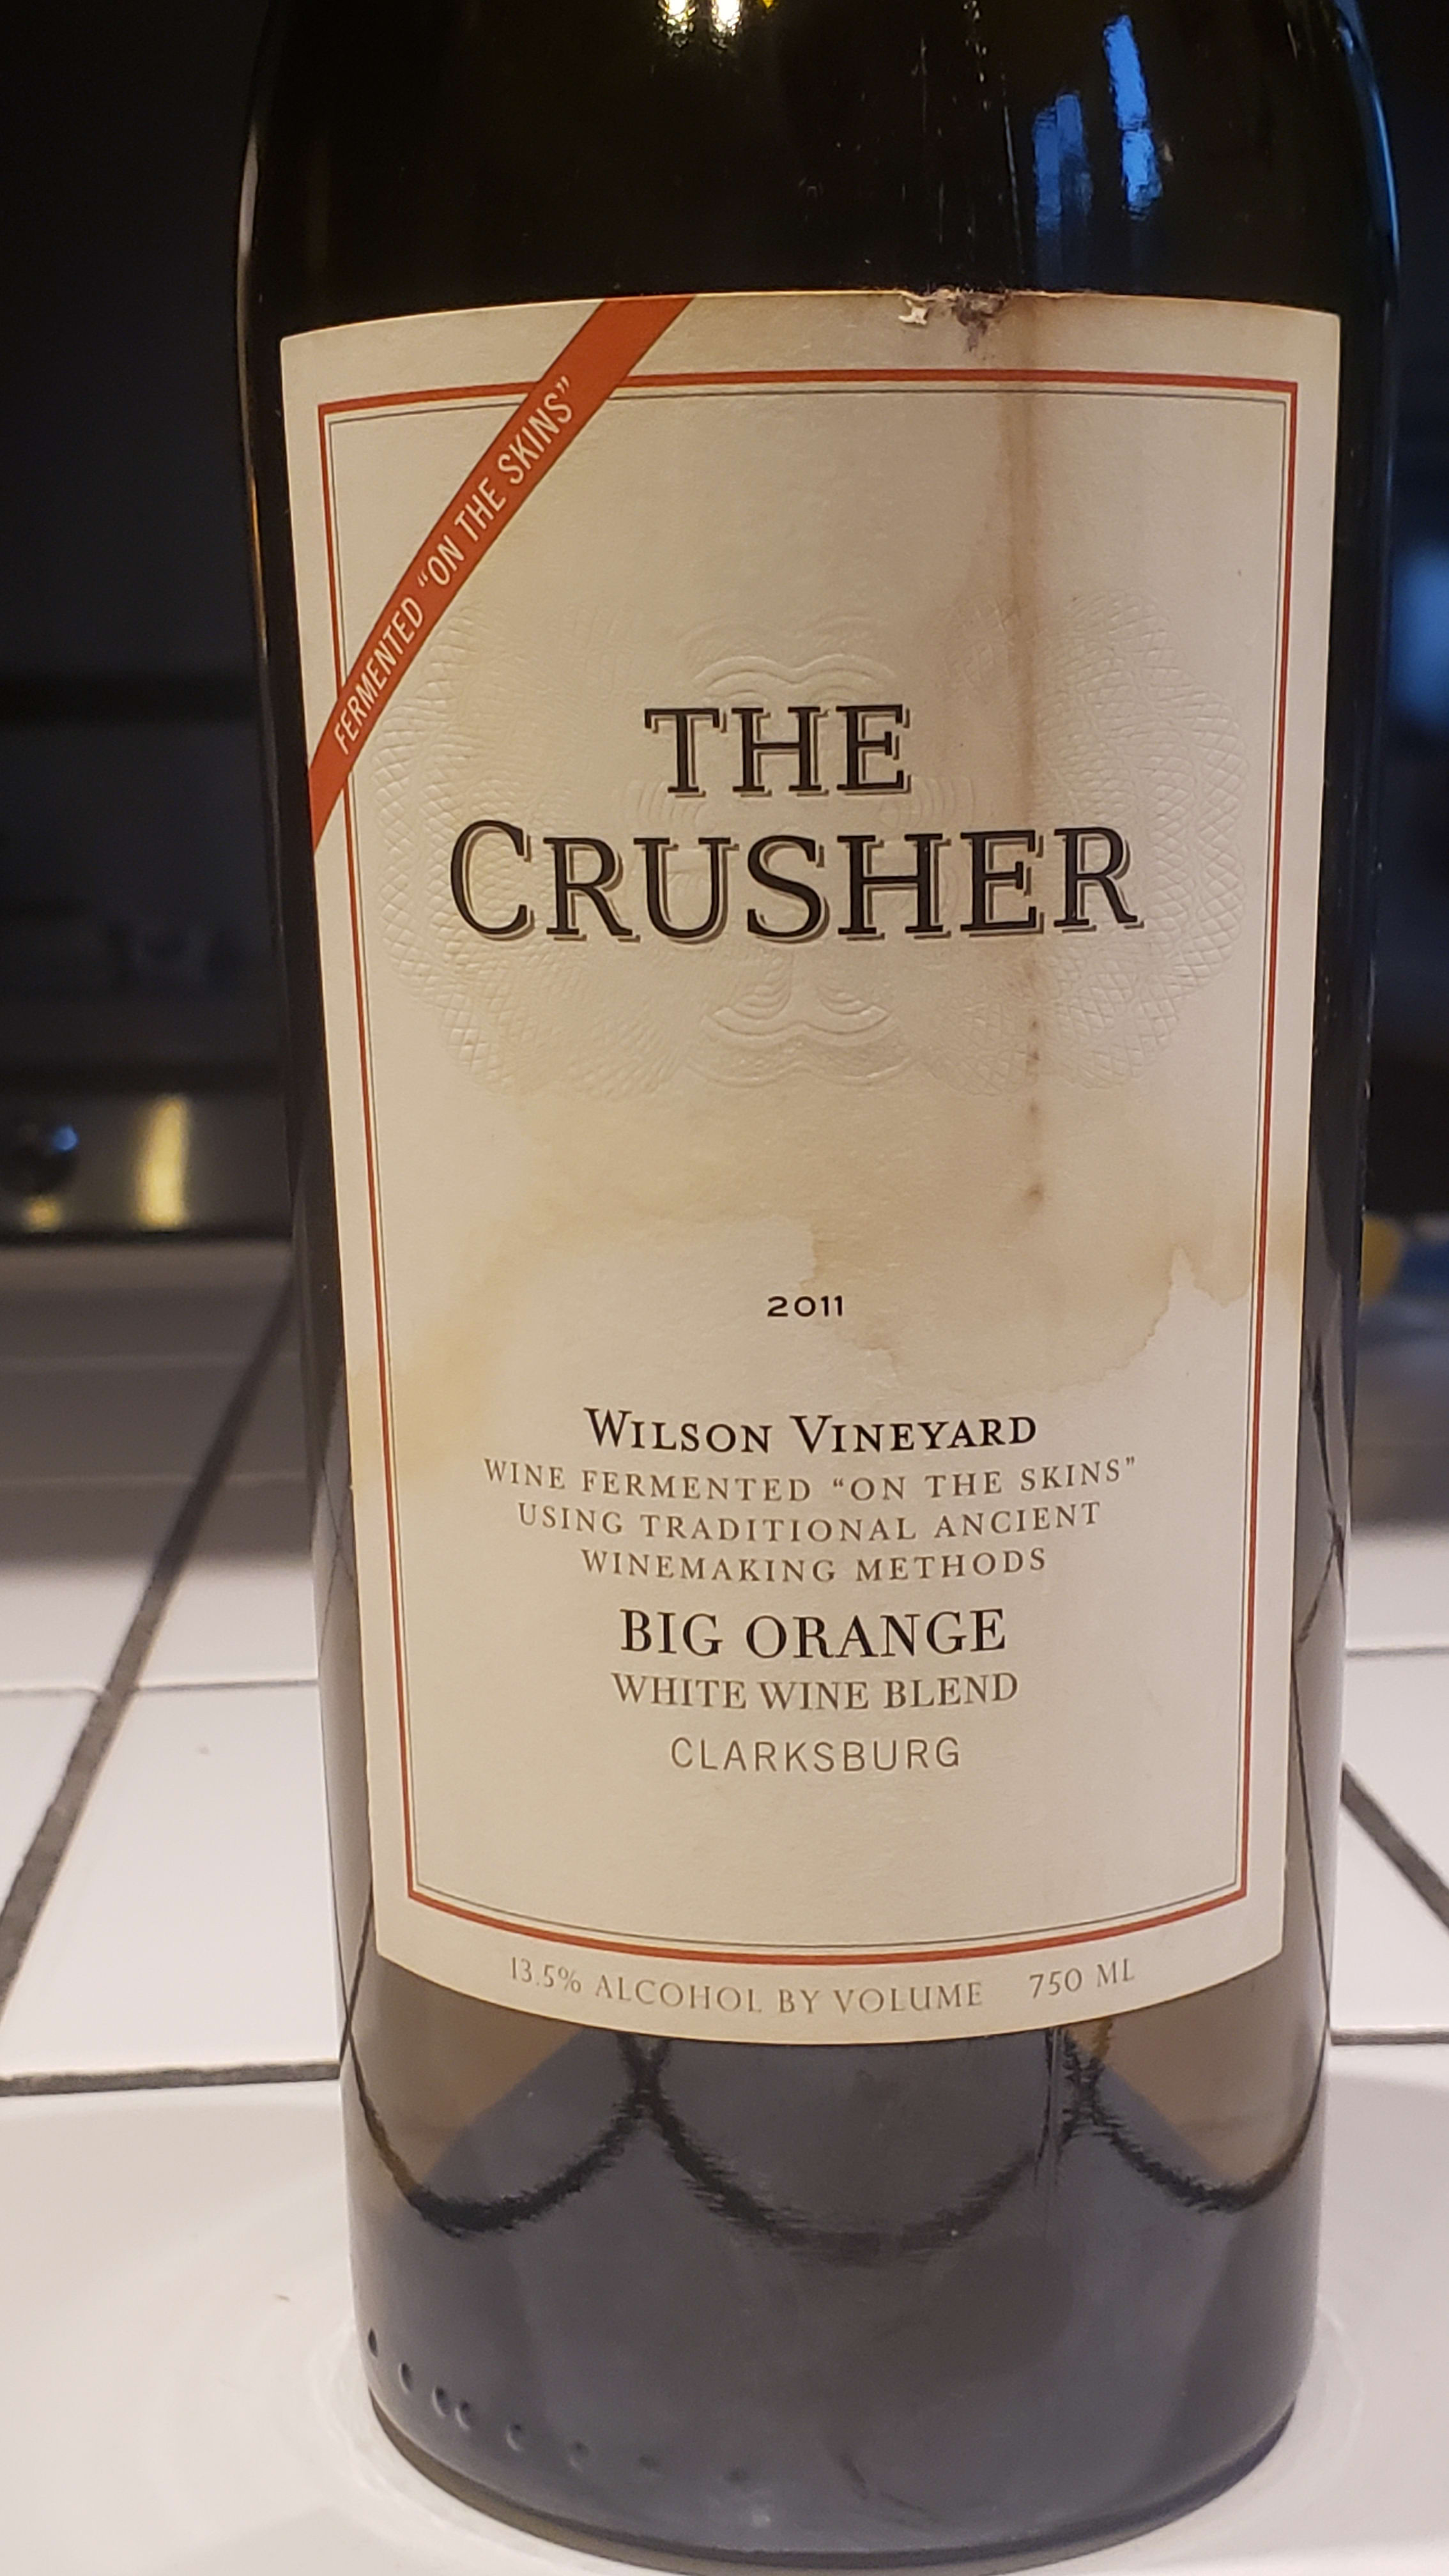 FERMENTED “ON THE SKINS”
THE
CRUSHER
2011
WILSON VINEYARD
WINE FERMENTED “ON THE SKINS”
USING TRADITIONAL ANCIENT
WINEMAKING METHODS
BIG ORANGE
WHITE WINE BLEND
CLARKSBURG
13.5% ALCOHOL BY VOLUME 750 ML